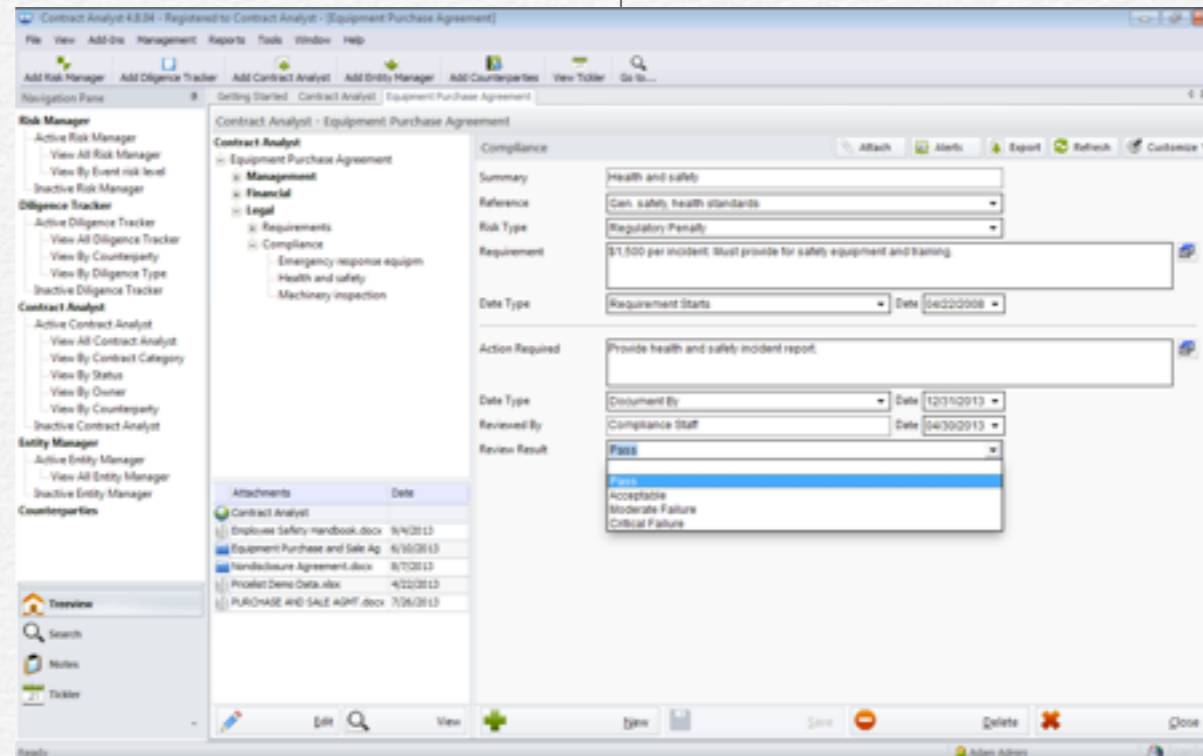 Contract Analyst 4.8.04 - Registered to Contract Analyst - [Equipment Purchase Agreement]
File View Add-Ins Management Reports Tools Window Help
Add Risk Manager Add Diligence Tracker Add Contract Analyst Add Entity Manager Add Counterparties View Tickler Go to...
Navigation Pane
Getting Started Contract Analyst Equipment Purchase Agreement
Risk Manager
Active Risk Manager
View All Risk Manager
View By Event risk level
Inactive Risk Manager
Diligence Tracker
Active Diligence Tracker
View All Diligence Tracker
View By Counterparty
View By Diligence Type
Inactive Diligence Tracker
Contract Analyst
Active Contract Analyst
View All Contract Analyst
View By Contract Category
View By Status
View By Owner
View By Counterparty
Inactive Contract Analyst
Entity Manager
Active Entity Manager
View All Entity Manager
Inactive Entity Manager
Counterparties
Treeview
Search
Notes
Tickler
Contract Analyst - Equipment Purchase Agreement
Contract Analyst
Equipment Purchase Agreement
Management
Financial
Legal
Requirements
Compliance
Emergency response equipm
Health and safety
Machinery inspection
Attachments Date
Contract Analyst
Employee Safety Handbook.docx 9/4/2013
Equipment Purchase and Sale Ag 6/10/2013
Nondisclosure Agreement.docx 8/7/2013
Pricelist Demo Data.xlsx 4/22/2013
PURCHASE AND SALE AGMT.docx 7/26/2013
Edit View
Compliance
Attach Alerts Export Refresh Customize
Summary Health and safety
Reference Gen. safety, health standards
Risk Type Regulatory Penalty
Requirement $1,500 per incident. Must provide for safety equipment and training.
Date Type Requirement Starts Date 04/22/2008
Action Required Provide health and safety incident report.
Date Type Document By Date 12/31/2013
Reviewed By Compliance Staff Date 04/30/2013
Review Result Pass
Pass
Acceptable
Moderate Failure
Critical Failure
New Save Delete Close
Ready
Adam Admin